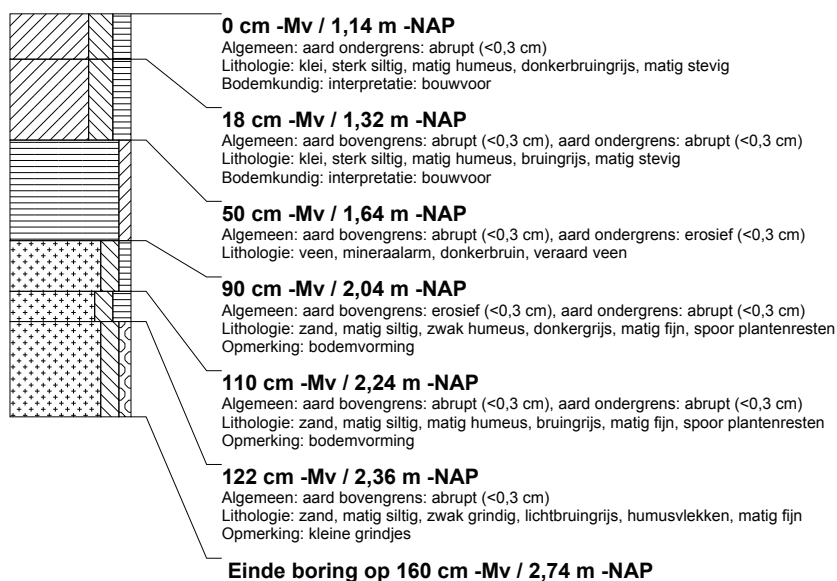 0 cm -Mv / 1,14 m -NAP
Algemeen: aard ondergrens: abrupt (<0,3 cm)
Lithologie: klei, sterk siltig, matig humeus, donkerbruingrijs, matig stevig
Bodemkundig: interpretatie: bouwvoor
18 cm -Mv / 1,32 m -NAP
Algemeen: aard bovengrens: abrupt (<0,3 cm), aard ondergrens: abrupt (<0,3 cm)
Lithologie: klei, sterk siltig, matig humeus, bruingrijs, matig stevig
Bodemkundig: interpretatie: bouwvoor
50 cm -Mv / 1,64 m -NAP
Algemeen: aard bovengrens: abrupt (<0,3 cm), aard ondergrens: erosief (<0,3 cm)
Lithologie: veen, mineraalarm, donkerbruin, veraard veen
90 cm -Mv / 2,04 m -NAP
Algemeen: aard bovengrens: erosief (<0,3 cm), aard ondergrens: abrupt (<0,3 cm)
Lithologie: zand, matig siltig, zwak humeus, donkergrijs, matig fijn, spoor plantenresten
Opmerking: bodemvorming
110 cm -Mv / 2,24 m -NAP
Algemeen: aard bovengrens: abrupt (<0,3 cm), aard ondergrens: abrupt (<0,3 cm)
Lithologie: zand, matig siltig, matig humeus, bruingrijs, matig fijn, spoor plantenresten
Opmerking: bodemvorming
122 cm -Mv / 2,36 m -NAP
Algemeen: aard bovengrens: abrupt (<0,3 cm)
Lithologie: zand, matig siltig, zwak grindig, lichtbruingrijs, humusvlekken, matig fijn
Opmerking: kleine grindjes
Einde boring op 160 cm -Mv / 2,74 m -NAP